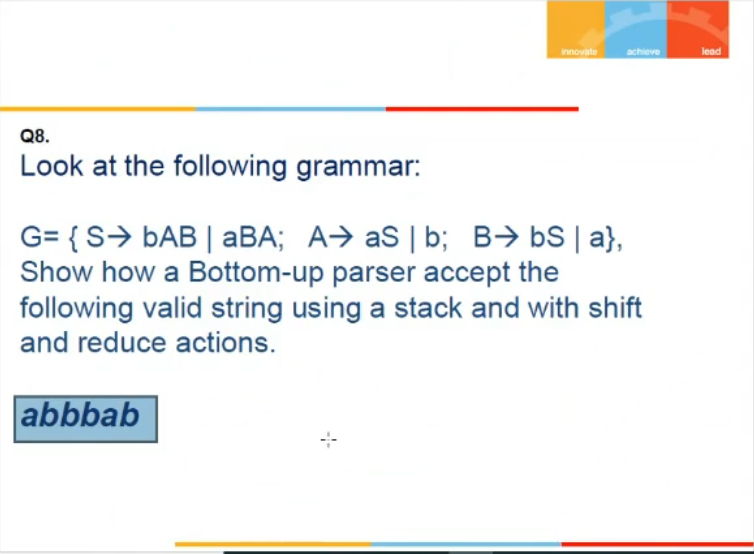 innovate achieve lead
Q8.
Look at the following grammar:
G= { S→ bAB | aBA; A→ aS | b; B→ bS | a},
Show how a Bottom-up parser accept the
following valid string using a stack and with shift
and reduce actions.
abbbab